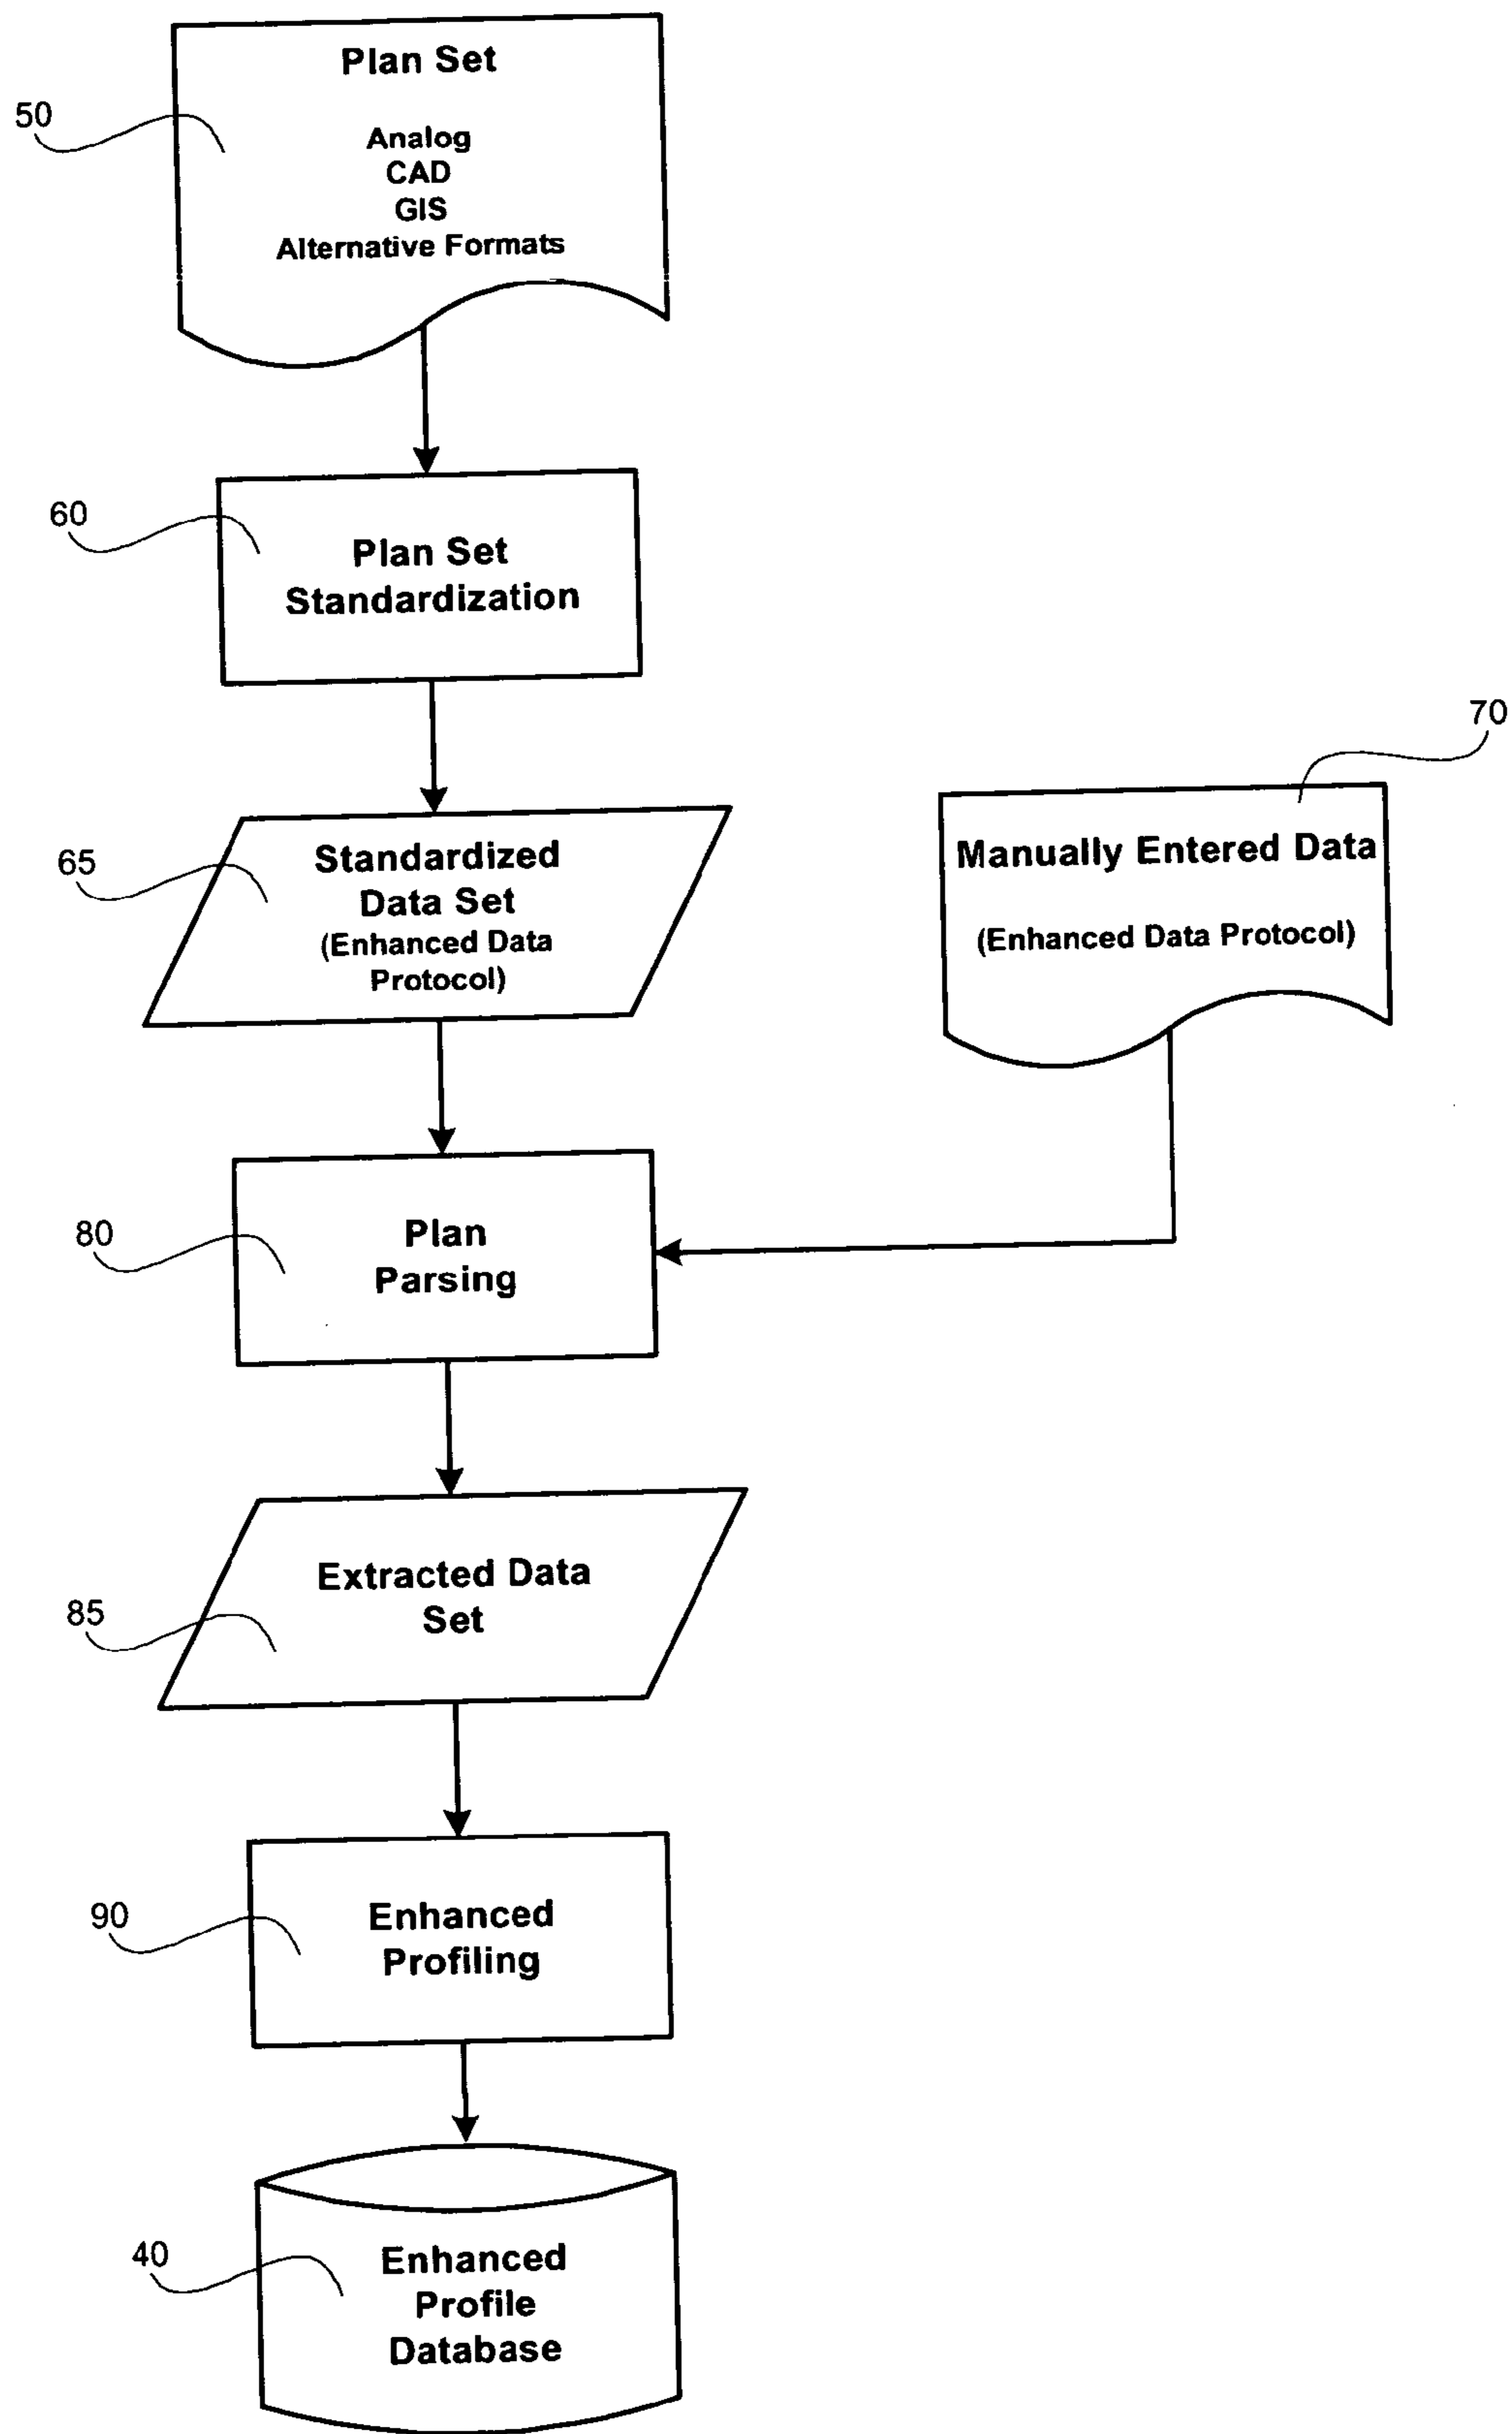 Plan Set
50
Analog
CAD
GIS
Alternative Formats
60
Plan Set
Standardization
70
65
Standardized
Data Set
(Enhanced Data
Protocol)
Manually Entered Data
(Enhanced Data Protocol)
80
Plan
Parsing
85
Extracted Data
Set
90
Enhanced
Profiling
40
Enhanced
Profile
Database